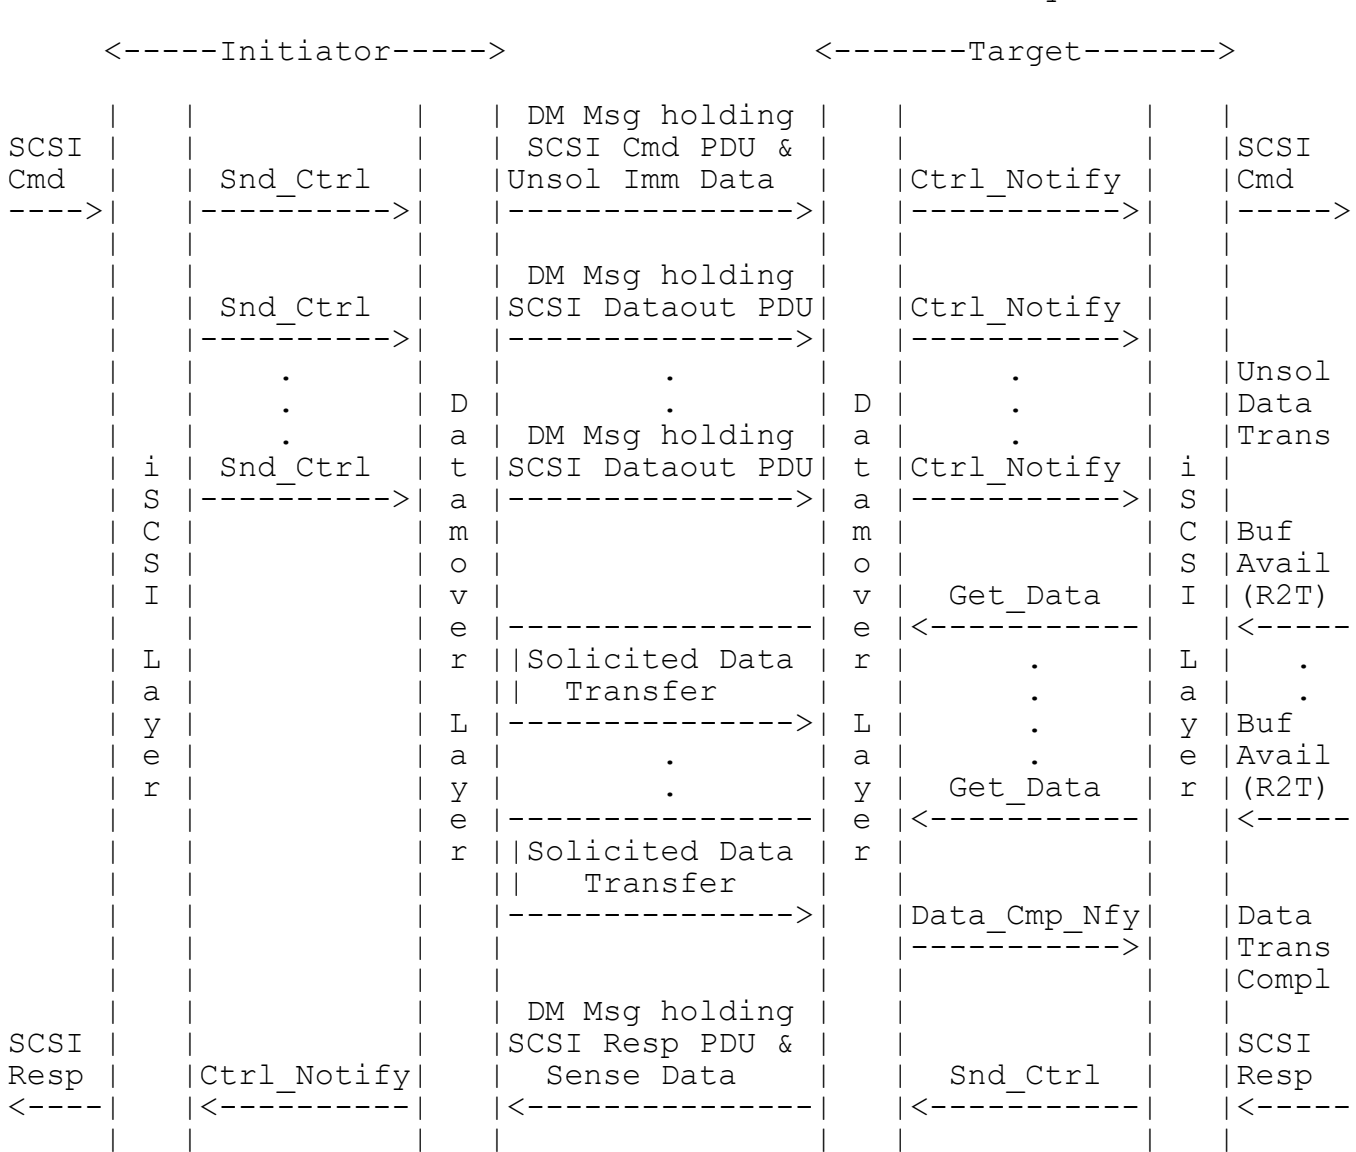 <-----Initiator----->                <-------Target------->

     |   |           |   | DM Msg holding |   |            |   |
SCSI |   |           |   | SCSI Cmd PDU & |   |            |   |SCSI
Cmd  |   | Snd_Ctrl  |   |Unsol Imm Data  |   |Ctrl_Notify |   |Cmd
---->|   |---------->|   |--------------->|   |----------->|   |----->
     |   |           |   |                |   |            |   |
     |   |           |   | DM Msg holding |   |            |   |
     |   | Snd_Ctrl  |   |SCSI Dataout PDU|   |Ctrl_Notify |   |
     |   |---------->|   |--------------->|   |----------->|   |
     |   |    .      |   |        .       |   |     .      |   |Unsol
     |   |    .      | D |        .       | D |     .      |   |Data
     |   |    .      | a | DM Msg holding | a |     .      |   |Trans
     | i | Snd_Ctrl  | t |SCSI Dataout PDU| t |Ctrl_Notify | i |
     | S |---------->| a |--------------->| a |----------->| S |
     | C |           | m |                | m |            | C |Buf
     | S |           | o |                | o |            | S |Avail
     | I |           | v |                | v |  Get_Data  | I |(R2T)
     |   |           | e |----------------| e |<-----------|   |<-----
     | L |           | r ||Solicited Data | r |      .     | L |   .
     | a |           |   ||  Transfer     |   |      .     | a |   .
     | y |           | L |--------------->| L |      .     | y |Buf
     | e |           | a |        .       | a |      .     | e |Avail
     | r |           | y |        .       | y |  Get_Data  | r |(R2T)
     |   |           | e |----------------| e |<-----------|   |<-----
     |   |           | r ||Solicited Data | r |            |   |
     |   |           |   ||   Transfer    |   |            |   |
     |   |           |   |--------------->|   |Data_Cmp_Nfy|   |Data
     |   |           |   |                |   |----------->|   |Trans
     |   |           |   |                |   |            |   |Compl
     |   |           |   | DM Msg holding |   |            |   |
SCSI |   |           |   |SCSI Resp PDU & |   |            |   |SCSI
Resp |   |Ctrl_Notify|   |  Sense Data    |   |  Snd_Ctrl  |   |Resp
<----|   |<----------|   |<---------------|   |<-----------|   |<-----
     |   |           |   |                |   |            |   |